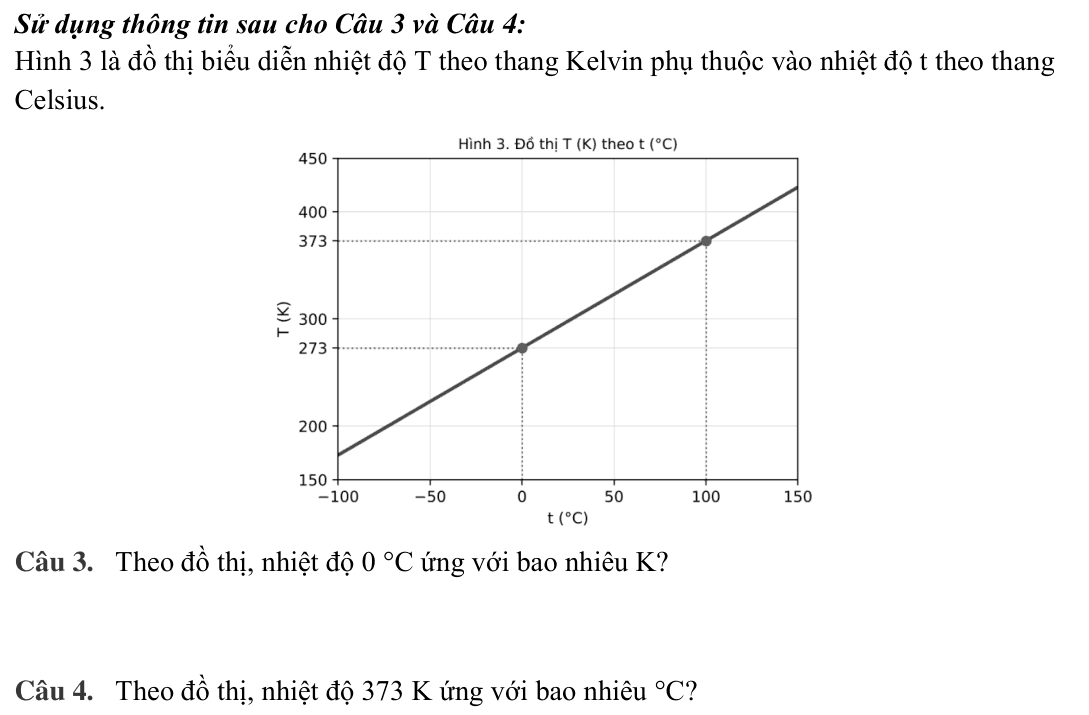 Sử dụng thông tin sau cho Câu 3 và Câu 4:
Hình 3 là đồ thị biểu diễn nhiệt độ T theo thang Kelvin phụ thuộc vào nhiệt độ t theo thang
Celsius.
Hình 3. Đồ thị T (K) theo t (°C)
450
400
373
300
273
200
150
T (K)
−100 −50 0 50 100 150
t (°C)
Câu 3. Theo đồ thị, nhiệt độ 0 °C ứng với bao nhiêu K?
Câu 4. Theo đồ thị, nhiệt độ 373 K ứng với bao nhiêu °C?